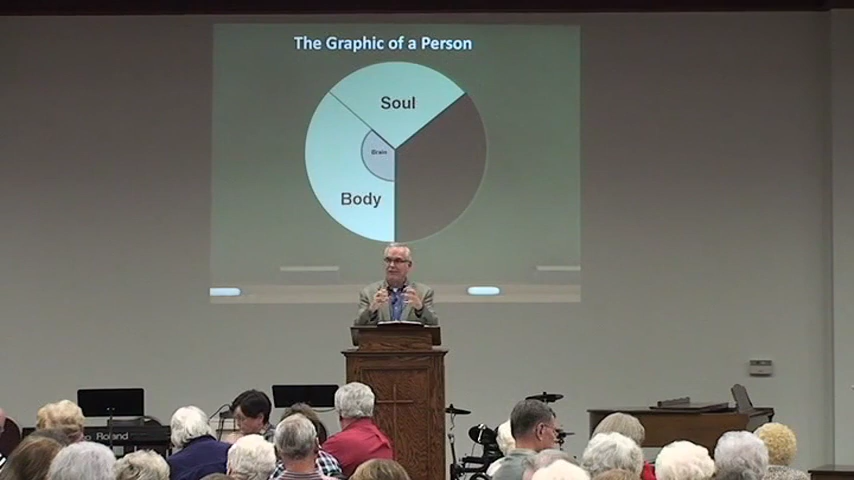 The Graphic of a Person
Soul
Brain
Body
Roland